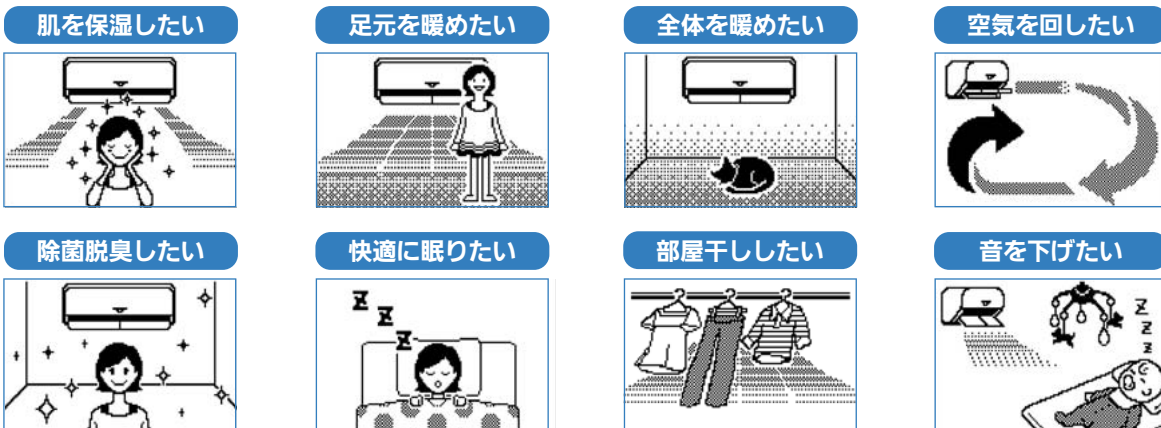 肌を保湿したい
足元を暖めたい
全体を暖めたい
空気を回したい
除菌脱臭したい
快適に眠りたい
Z
Z
Z
部屋干ししたい
音を下げたい
Z
Z
Z